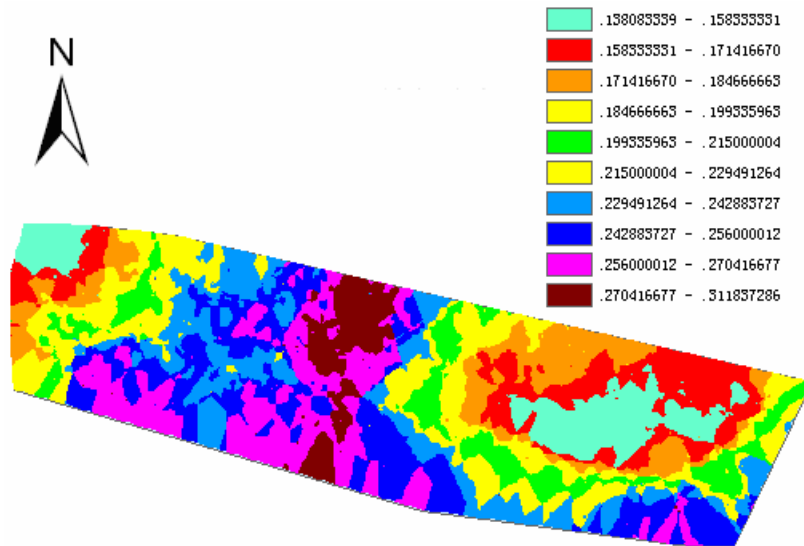 N
.138083339 - .158333331
.158333331 - .171416670
.171416670 - .184666663
.184666663 - .199335963
.199335963 - .215000004
.215000004 - .229491264
.229491264 - .242883727
.242883727 - .256000012
.256000012 - .270416677
.270416677 - .311837286